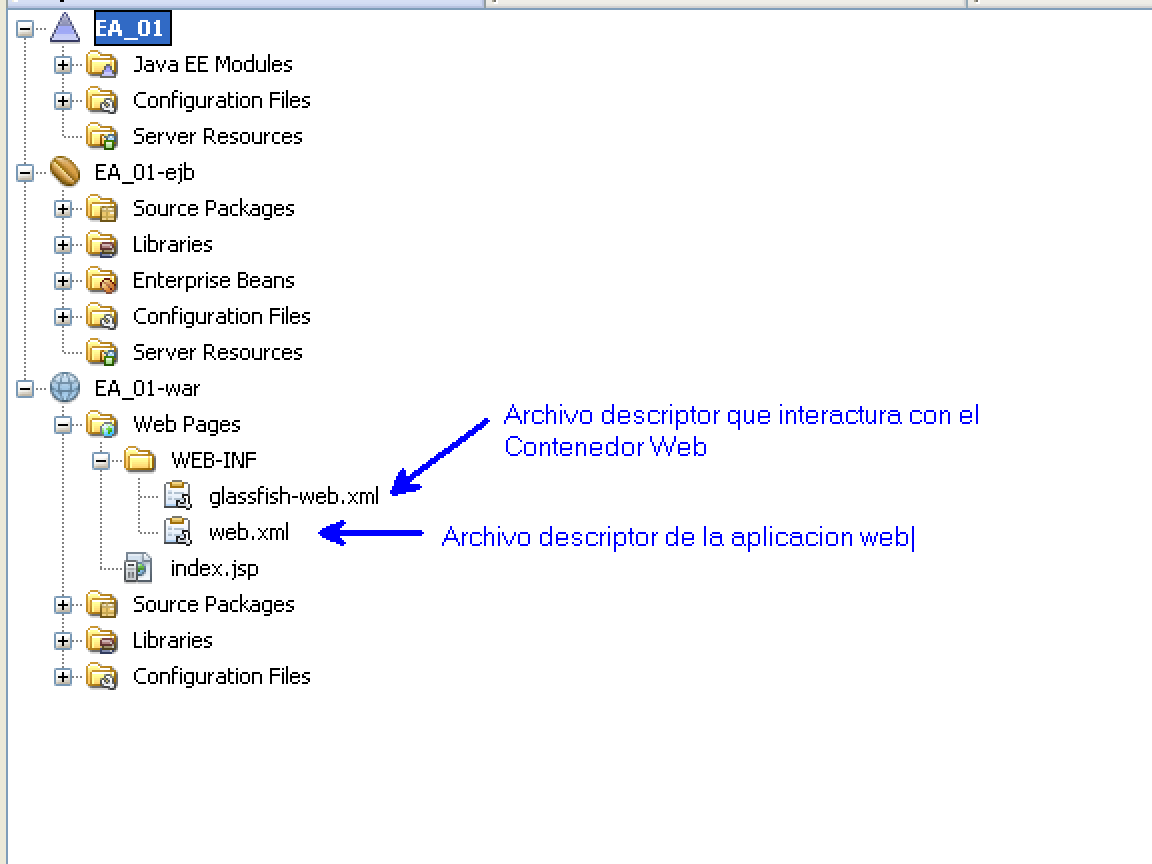 EA_01
Java EE Modules
Configuration Files
Server Resources
EA_01-ejb
Source Packages
Libraries
Enterprise Beans
Configuration Files
Server Resources
EA_01-war
Web Pages
Archivo descriptor que interactura con el
Contenedor Web
WEB-INF
glassfish-web.xml
web.xml
Archivo descriptor de la aplicacion web
index.jsp
Source Packages
Libraries
Configuration Files